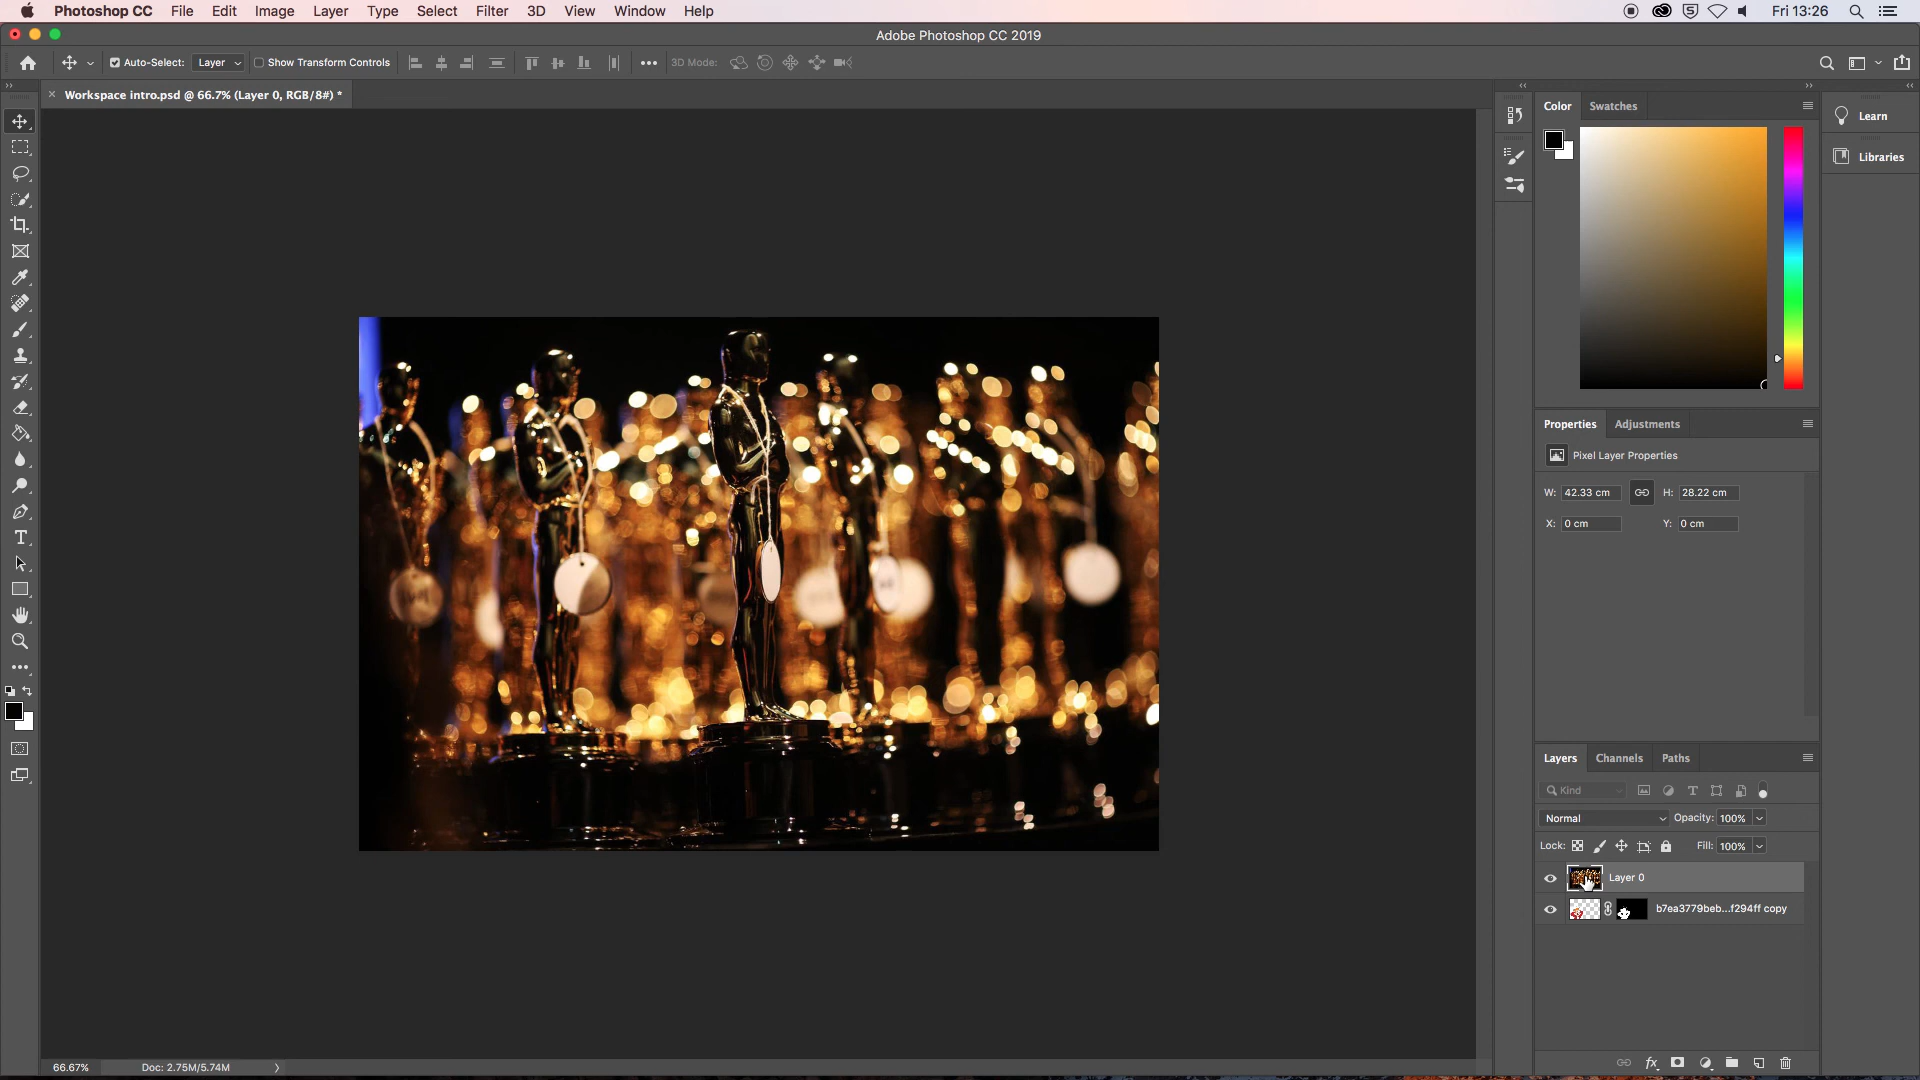 Photoshop CC File Edit Image Layer Type Select Filter 3D View Window Help Fri 13:26
Adobe Photoshop CC 2019
Auto-Select: Layer Show Transform Controls 3D Mode:
Workspace intro.psd @ 66.7% (Layer 0, RGB/8#) *
Color Swatches
Learn
Libraries
Properties Adjustments
Pixel Layer Properties
W: 42.33 cm H: 28.22 cm
X: 0 cm Y: 0 cm
Layers Channels Paths
Kind
Normal Opacity: 100%
Lock: Fill: 100%
Layer 0
b7ea3779beb...f294ff copy
66.67% Doc: 2.75M/5.74M